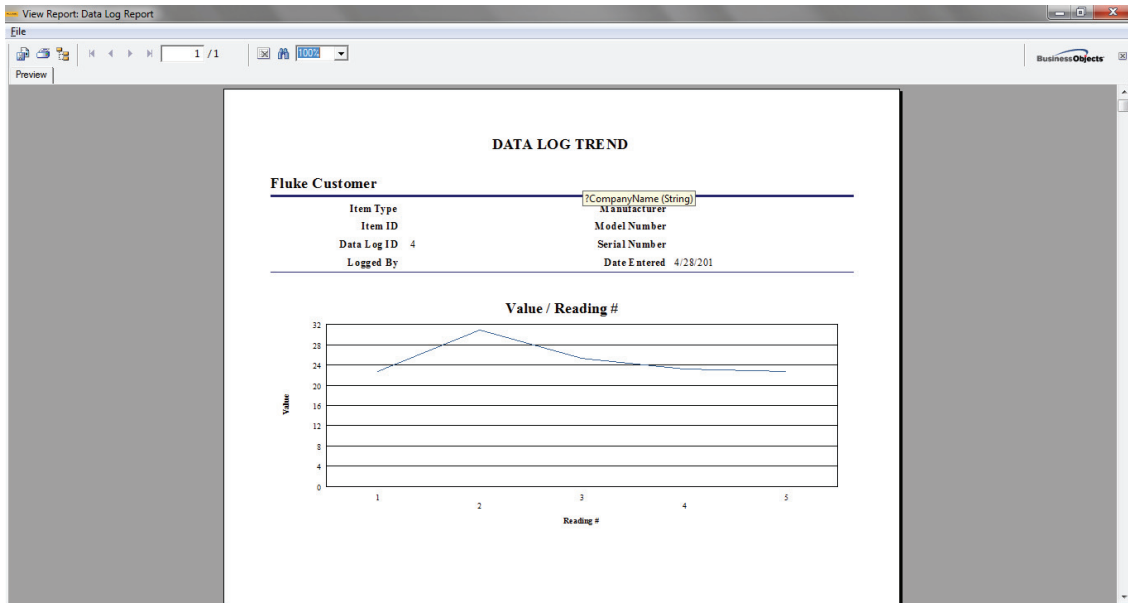 View Report: Data Log Report
File
1 /1
100%
BusinessObjects
Preview
DATA LOG TREND
Fluke Customer
?CompanyName (String)
Item Type Manufacturer
Item ID Model Number
Data Log ID 4 Serial Number
Logged By Date Entered 4/28/201
Value / Reading #
32
28
24
20
16
12
8
4
0
Value
1 2 3 4 5
Reading #